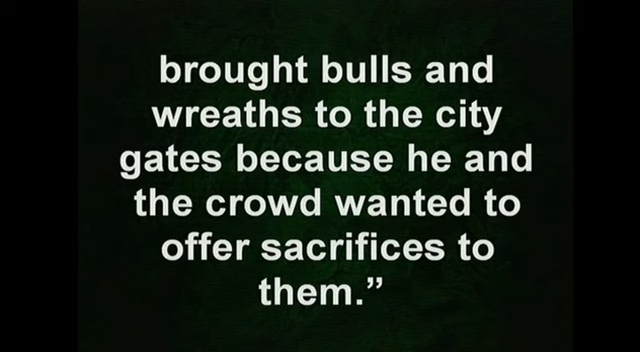 brought bulls and
wreaths to the city
gates because he and
the crowd wanted to
offer sacrifices to
them.”